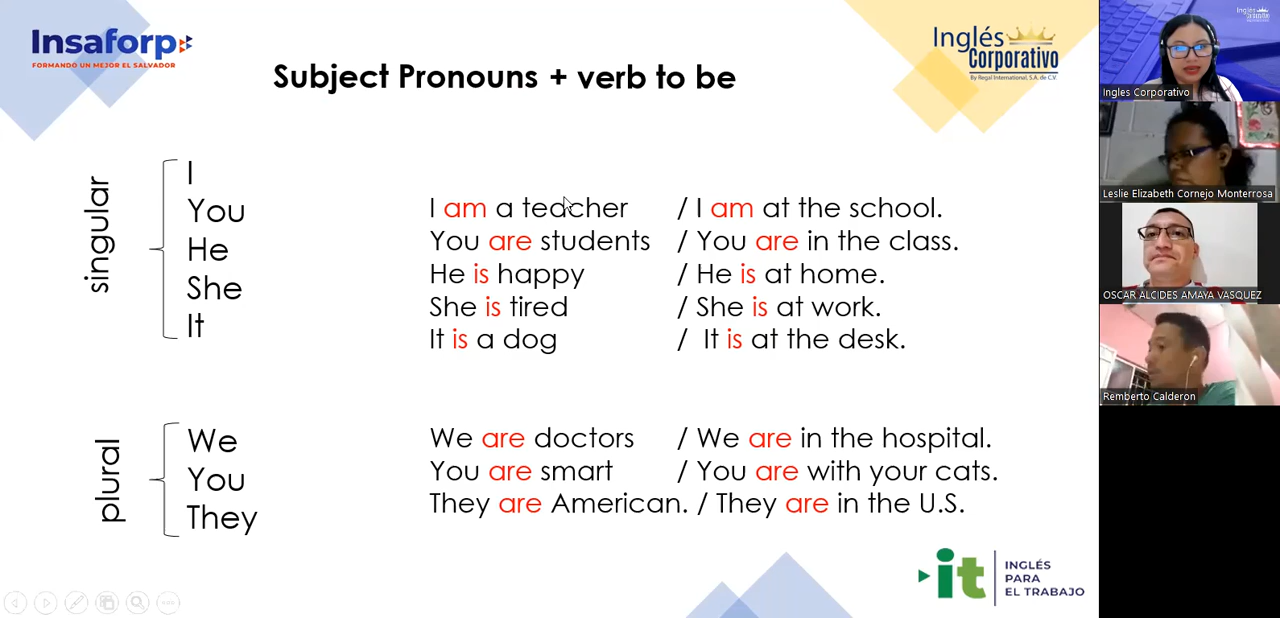 Insaforp
FORMANDO UN MEJOR EL SALVADOR
Inglés
Corporativo
By Regal International, S.A. de C.V.
Subject Pronouns + verb to be
singular
I
You
He
She
It
I am a teacher / I am at the school.
You are students / You are in the class.
He is happy / He is at home.
She is tired / She is at work.
It is a dog / It is at the desk.
plural
We
You
They
We are doctors / We are in the hospital.
You are smart / You are with your cats.
They are American. / They are in the U.S.
it
INGLÉS
PARA
EL TRABAJO
Ingles Corporativo
Leslie Elizabeth Cornejo Monterrosa
OSCAR ALCIDES AMAYA VASQUEZ
Remberto Calderon